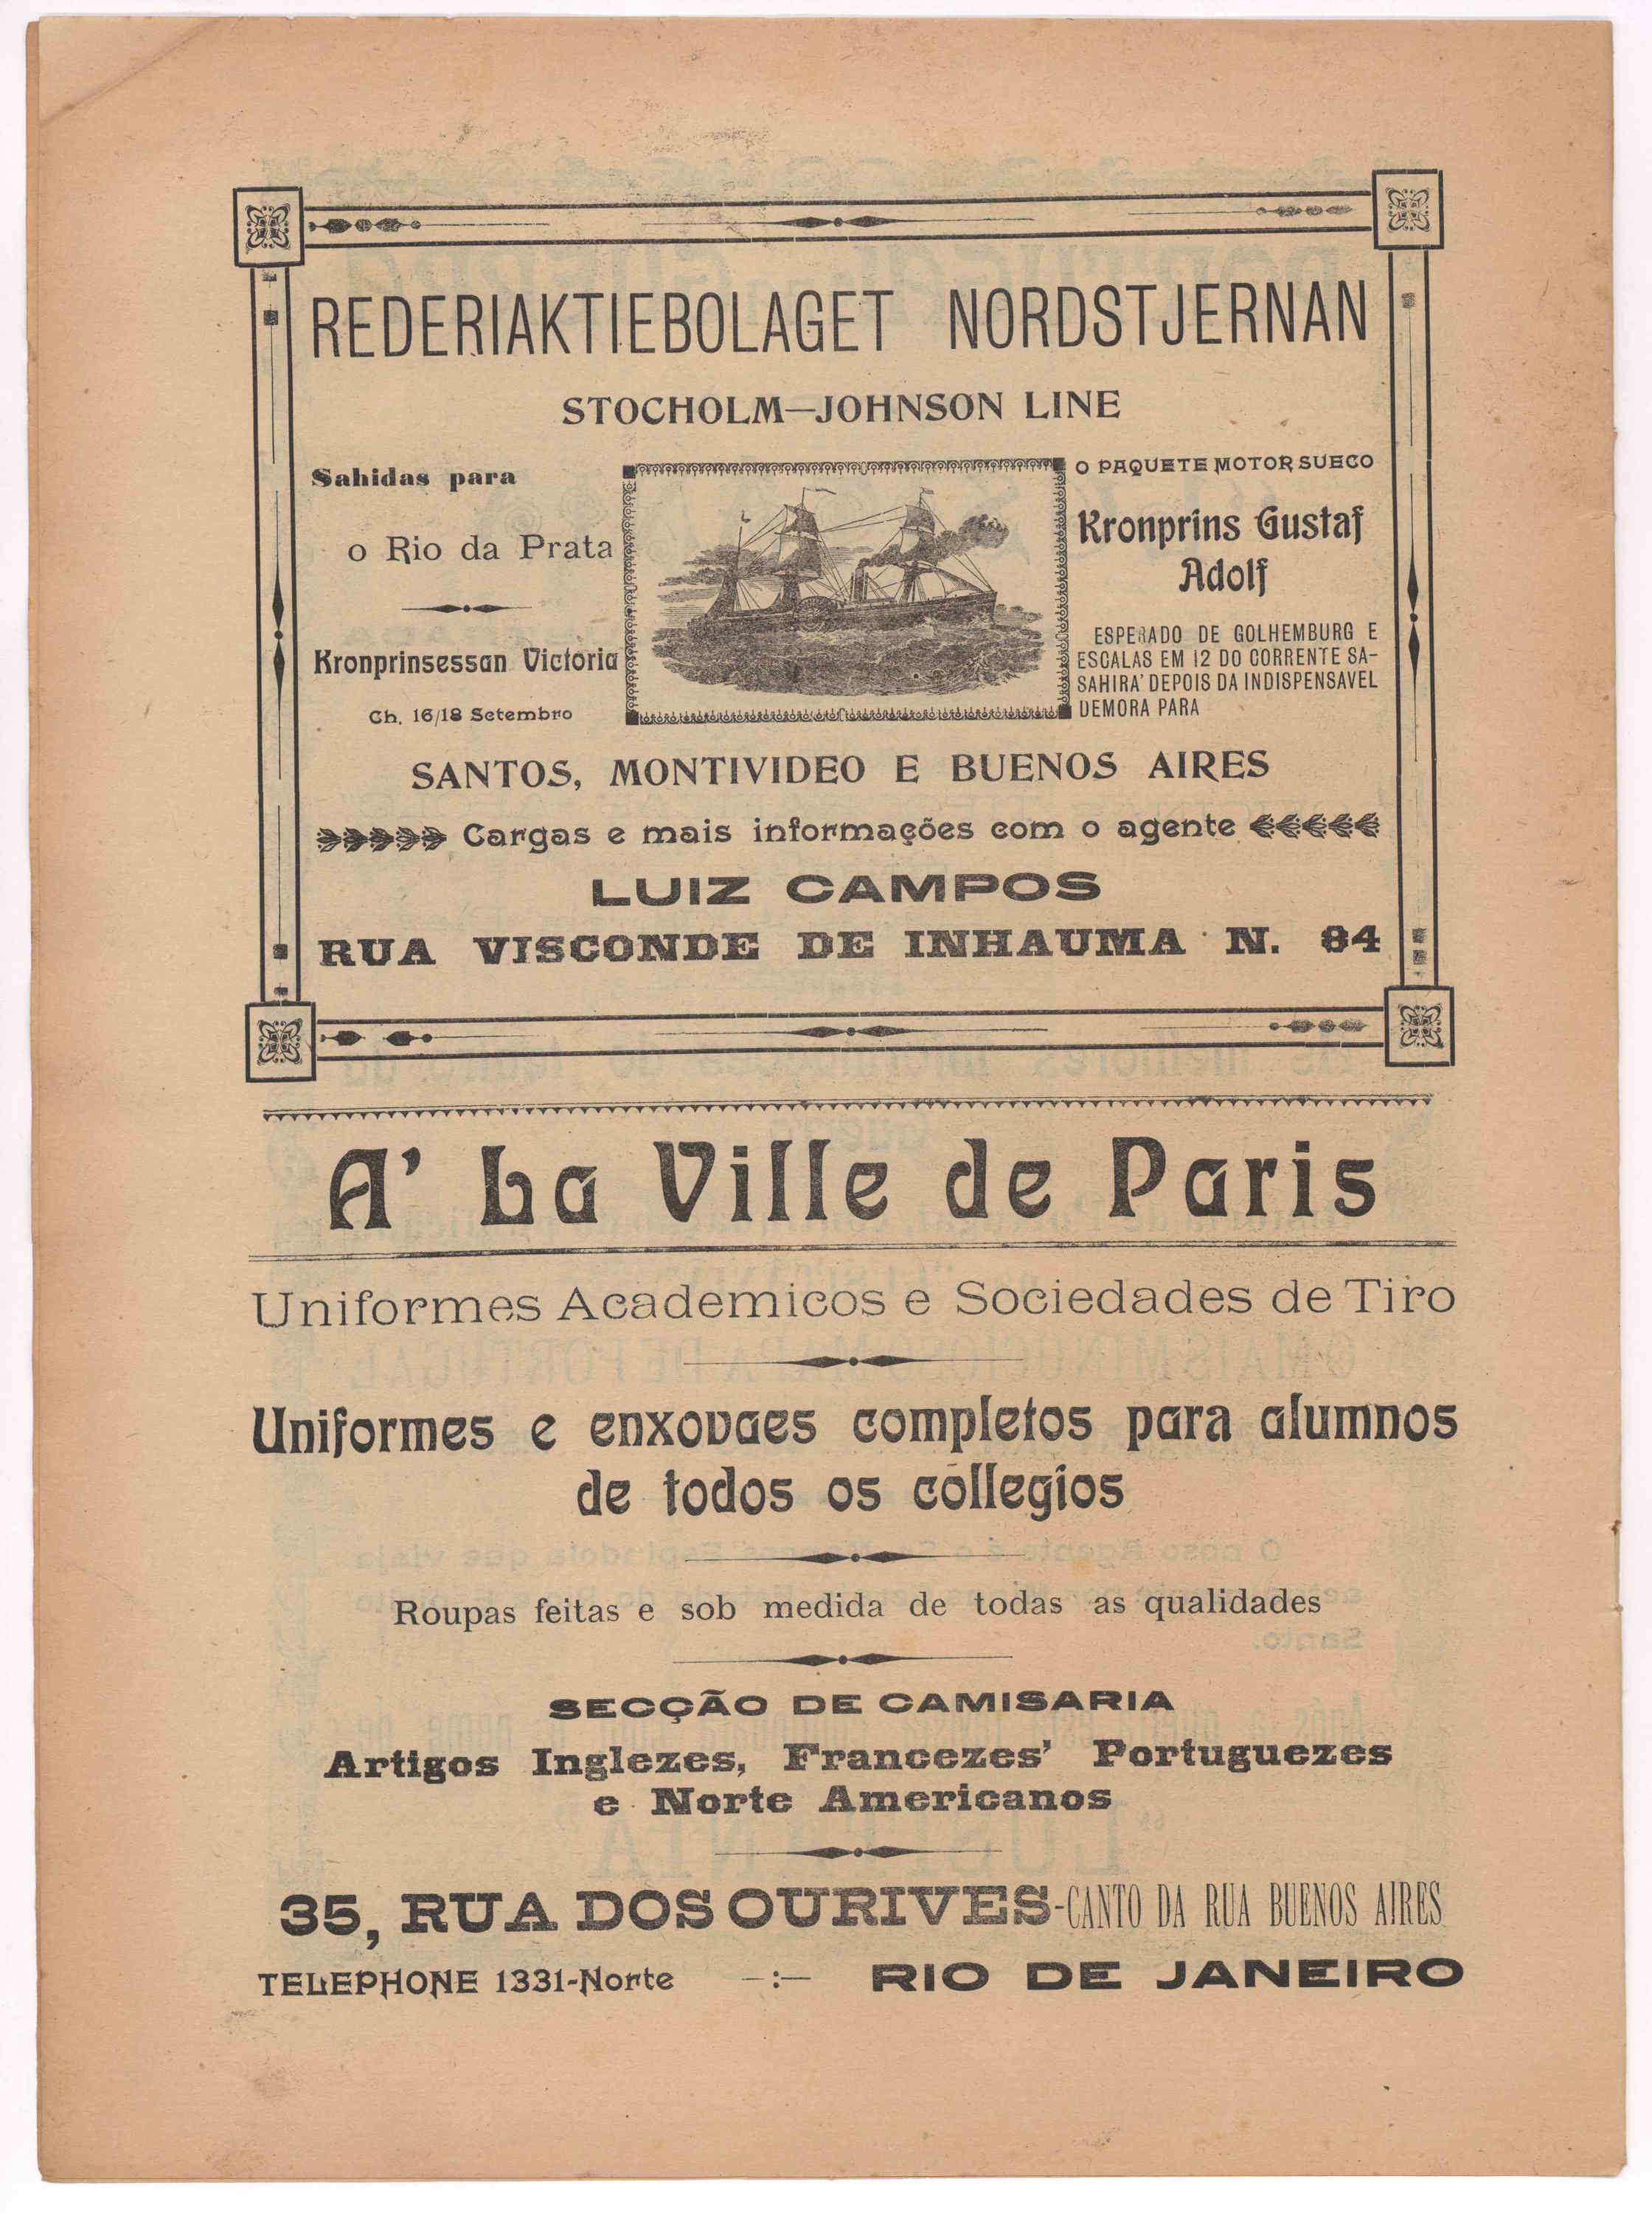 REDERIAKTIEBOLAGET NORDSTJERNAN
STOCHOLM—JOHNSON LINE
Sahidas para
o Rio da Prata
Kronprinsessan Victoria
Ch. 16/18 Setembro
O PAQUETE MOTOR SUECO
Kronprins Gustaf
Adolf
ESPERADO DE GOLHEMBURG E
ESCALAS EM 12 DO CORRENTE SA-
SAHIRA' DEPOIS DA INDISPENSAVEL
DEMORA PARA
SANTOS, MONTIVIDEO E BUENOS AIRES
Cargas e mais informações com o agente
LUIZ CAMPOS
RUA VISCONDE DE INHAUMA N. 84
A' La Ville de Paris
Uniformes Academicos e Sociedades de Tiro
Uniformes e enxovaes completos para alumnos
de todos os collegios
Roupas feitas e sob medida de todas as qualidades
SECÇÃO DE CAMISARIA
Artigos Inglezes, Francezes' Portuguezes
e Norte Americanos
35, RUA DOS OURIVES-CANTO DA RUA BUENOS AIRES
TELEPHONE 1331-Norte —:— RIO DE JANEIRO